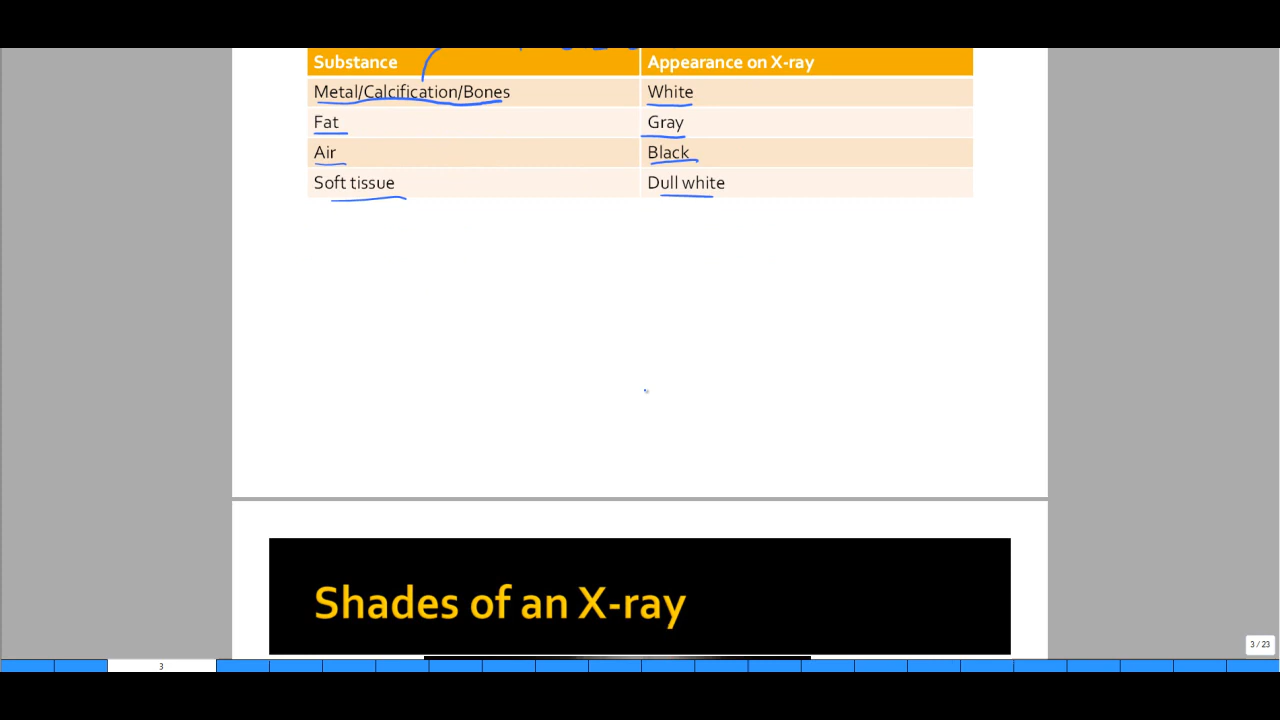 Substance Appearance on X-ray
Metal/Calcification/Bones White
Fat Gray
Air Black
Soft tissue Dull white
Shades of an X-ray
3 / 23
3